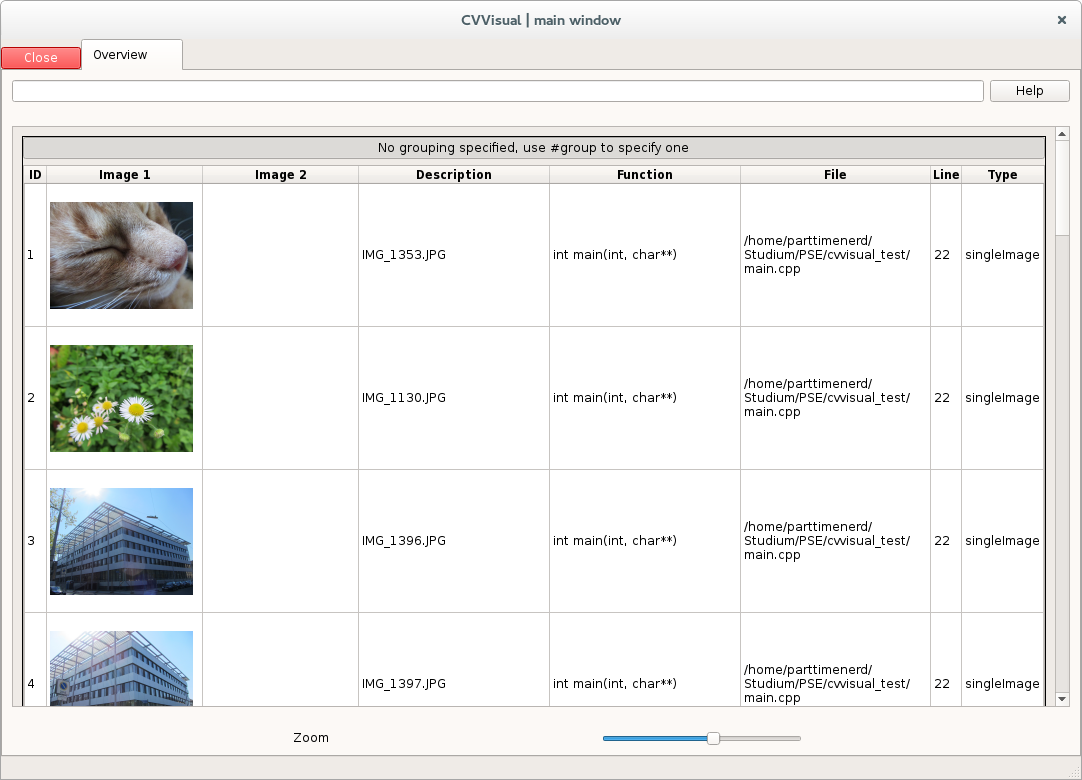 CVVisual | main window
Close
Overview
Help
No grouping specified, use #group to specify one
ID Image 1 Image 2 Description Function File Line Type
1 IMG_1353.JPG int main(int, char**) /home/parttimenerd/
Studium/PSE/cvvisual_test/
main.cpp 22 singleImage
2 IMG_1130.JPG int main(int, char**) /home/parttimenerd/
Studium/PSE/cvvisual_test/
main.cpp 22 singleImage
3 IMG_1396.JPG int main(int, char**) /home/parttimenerd/
Studium/PSE/cvvisual_test/
main.cpp 22 singleImage
4 IMG_1397.JPG int main(int, char**) /home/parttimenerd/
Studium/PSE/cvvisual_test/
main.cpp 22 singleImage
Zoom